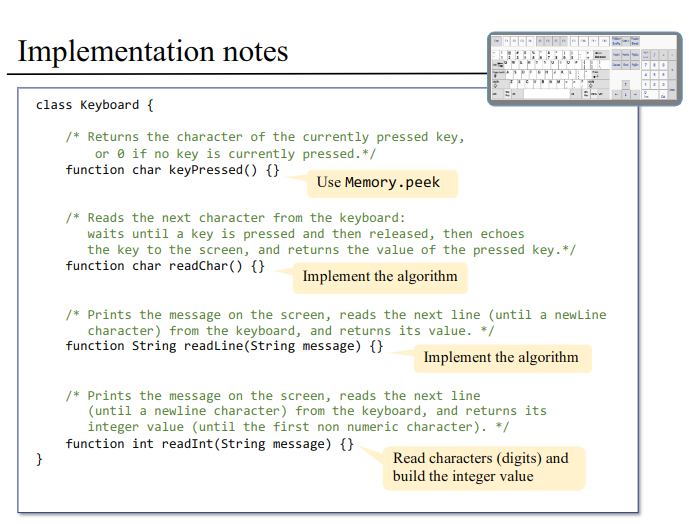 Implementation notes
class Keyboard {
/* Returns the character of the currently pressed key,
or 0 if no key is currently pressed.*/
function char keyPressed() {}
Use Memory.peek
/* Reads the next character from the keyboard:
waits until a key is pressed and then released, then echoes
the key to the screen, and returns the value of the pressed key.*/
function char readChar() {}
Implement the algorithm
/* Prints the message on the screen, reads the next line (until a newLine
character) from the keyboard, and returns its value. */
function String readLine(String message) {}
Implement the algorithm
/* Prints the message on the screen, reads the next line
(until a newline character) from the keyboard, and returns its
integer value (until the first non numeric character). */
function int readInt(String message) {}
Read characters (digits) and
build the integer value
}